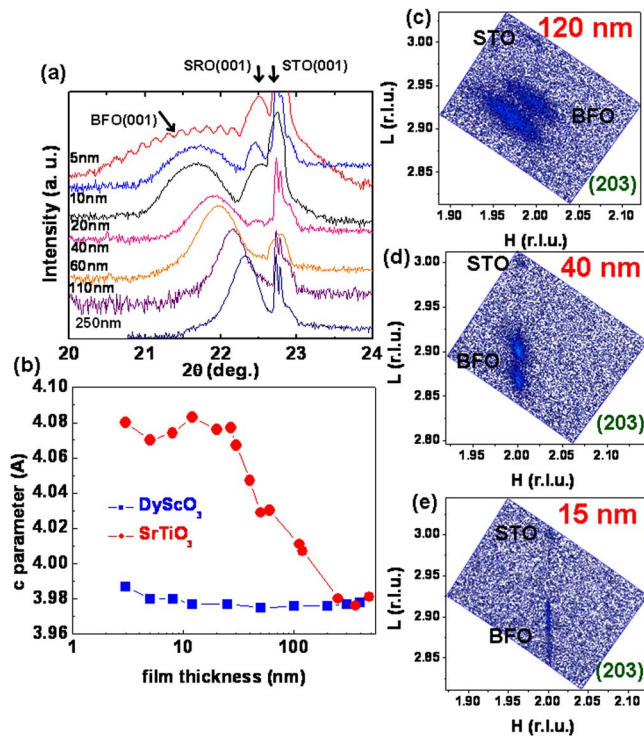 (a)
SRO(001) STO(001)
BFO(001)
5nm
10nm
20nm
40nm
60nm
110nm
250nm
Intensity (a. u.)
20 21 22 23 24
2θ (deg.)
(b)
4.10
4.08
4.06
4.04
4.02
4.00
3.98
3.96
c parameter (A)
DyScO3
SrTiO3
1 10 100
film thickness (nm)
(c)
120 nm
STO
BFO
(203)
3.00
2.95
2.90
2.85
L (r.l.u.)
1.90 1.95 2.00 2.05 2.10
H (r.l.u.)
(d)
40 nm
STO
BFO
(203)
3.00
2.95
2.90
2.85
2.80
L (r.l.u.)
1.95 2.00 2.05 2.10
H (r.l.u.)
(e)
15 nm
STO
BFO
(203)
3.00
2.95
2.90
2.85
L (r.l.u.)
1.90 1.95 2.00 2.05 2.10
H (r.l.u.)